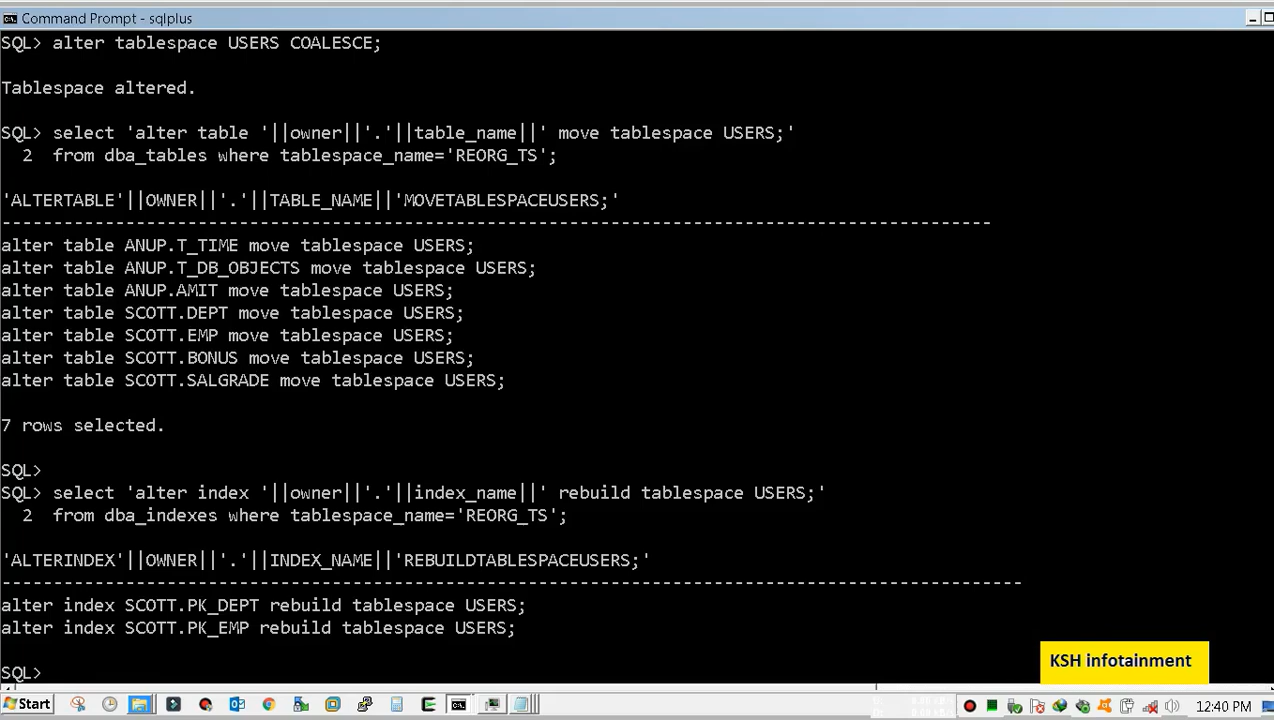 Command Prompt - sqlplus
SQL> alter tablespace USERS COALESCE;
Tablespace altered.
SQL> select 'alter table '||owner||'.'||table_name||' move tablespace USERS;'
2 from dba_tables where tablespace_name='REORG_TS';
'ALTERTABLE'||OWNER||'.'||TABLE_NAME||'MOVETABLESPACEUSERS;'
------------------------------------------------------------------------------------------------
alter table ANUP.T_TIME move tablespace USERS;
alter table ANUP.T_DB_OBJECTS move tablespace USERS;
alter table ANUP.AMIT move tablespace USERS;
alter table SCOTT.DEPT move tablespace USERS;
alter table SCOTT.EMP move tablespace USERS;
alter table SCOTT.BONUS move tablespace USERS;
alter table SCOTT.SALGRADE move tablespace USERS;
7 rows selected.
SQL>
SQL> select 'alter index '||owner||'.'||index_name||' rebuild tablespace USERS;'
2 from dba_indexes where tablespace_name='REORG_TS';
'ALTERINDEX'||OWNER||'.'||INDEX_NAME||'REBUILDTABLESPACEUSERS;'
---------------------------------------------------------------------------------------------------
alter index SCOTT.PK_DEPT rebuild tablespace USERS;
alter index SCOTT.PK_EMP rebuild tablespace USERS;
SQL>
KSH infotainment
Start
12:40 PM